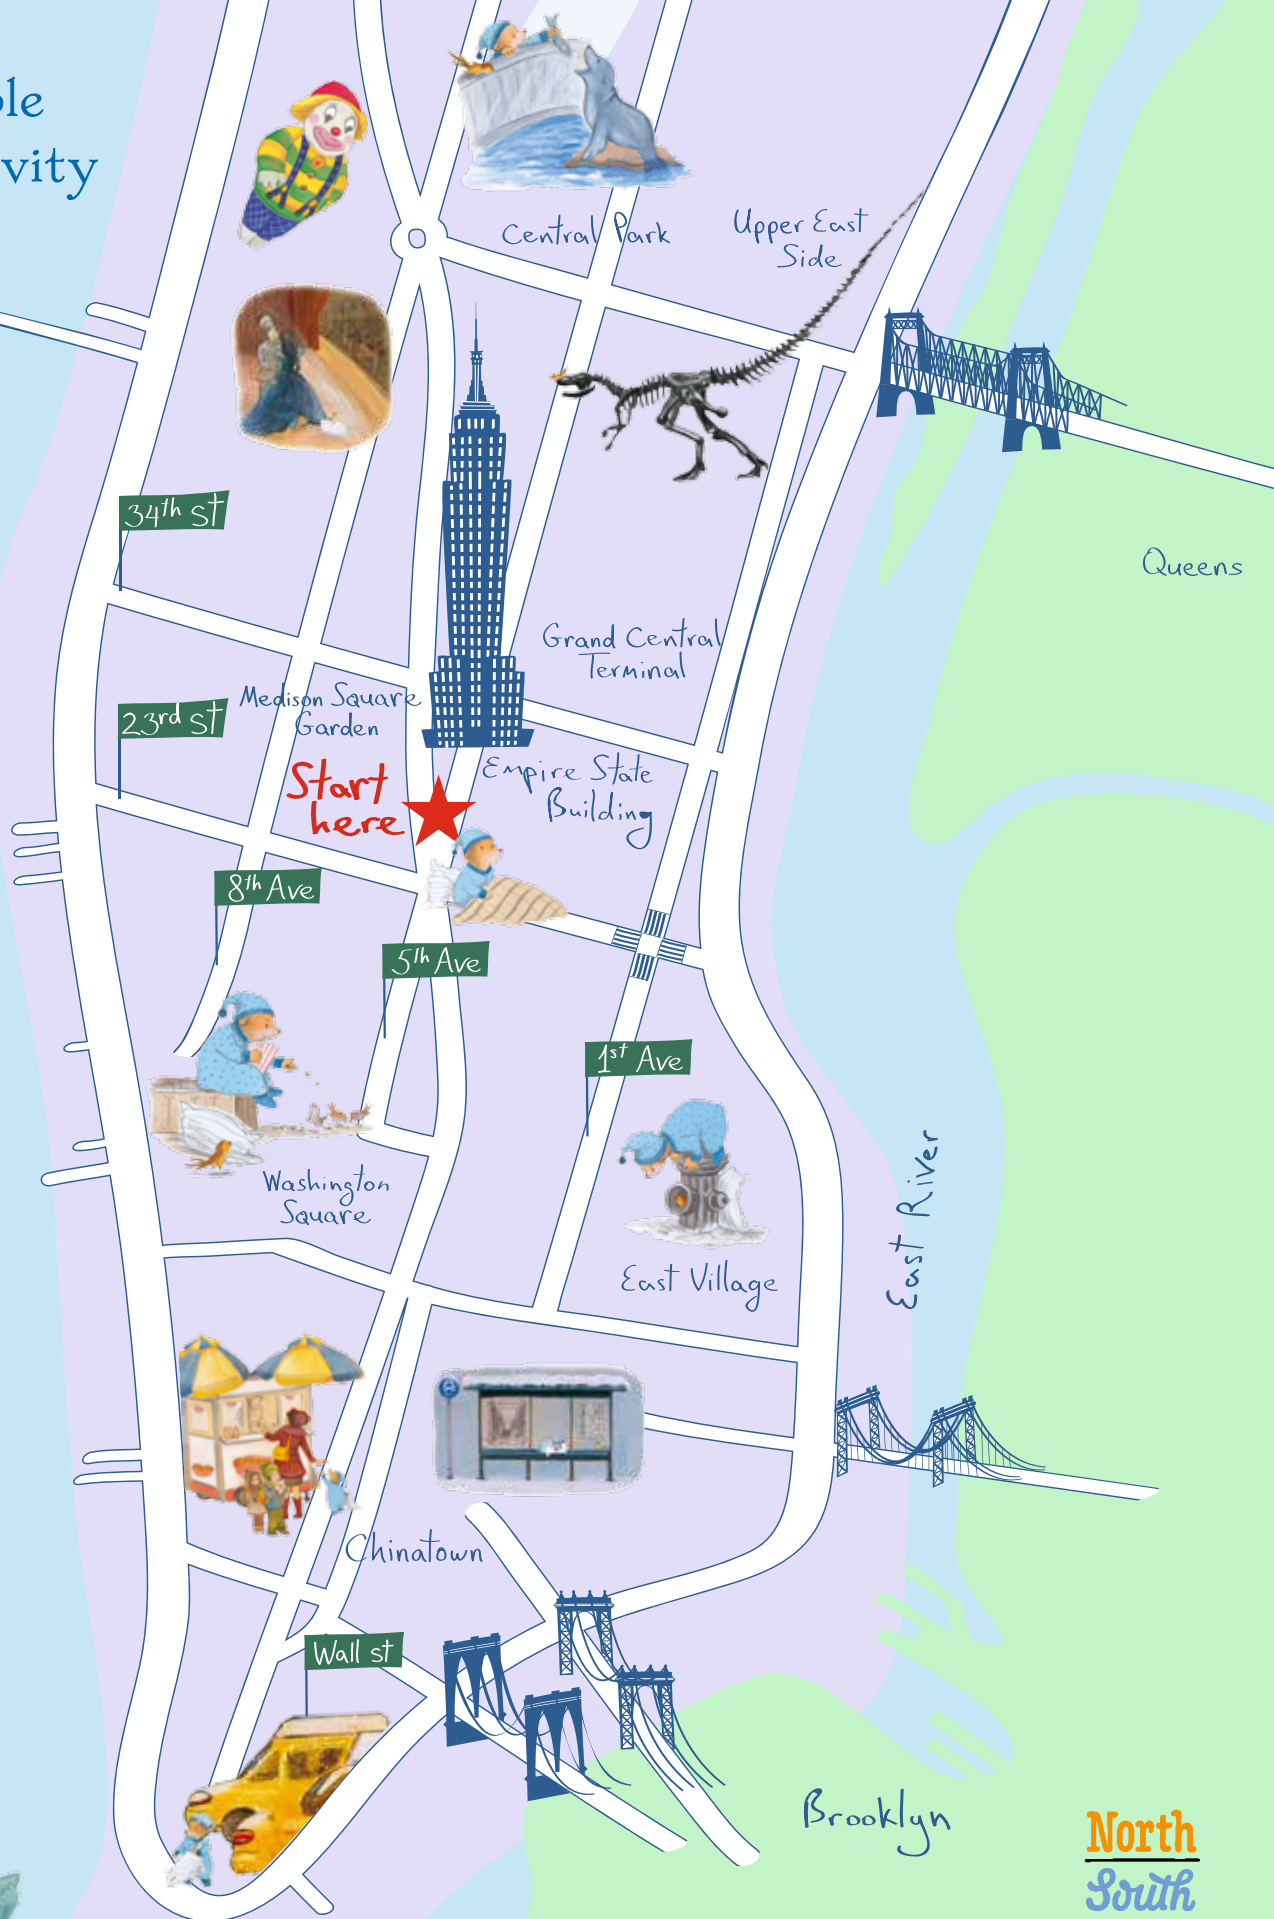 ble
vity
Central Park
Upper East
Side
34th St
Queens
Grand Central
Terminal
Medison Square
Garden
23rd St
Start
here
Empire State
Building
8th Ave
5th Ave
1st Ave
Washington
Square
East River
East Village
Chinatown
Wall st
Brooklyn
North
South